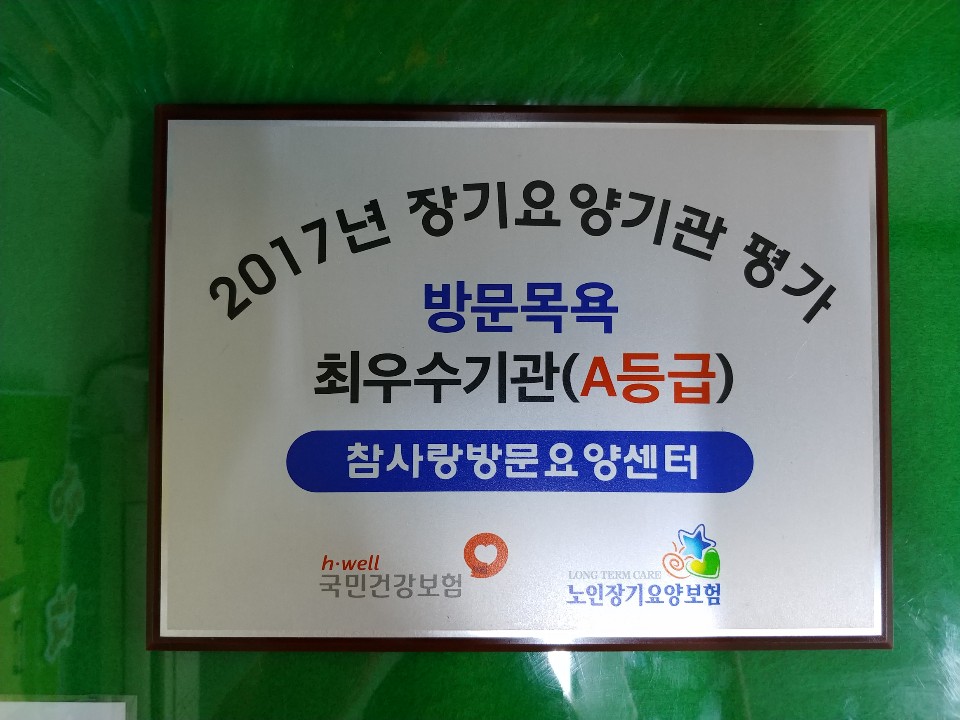 2017년 장기요양기관 평가
방문목욕
최우수기관(A등급)
참사랑방문요양센터
h·well
국민건강보험
LONG TERM CARE
노인장기요양보험